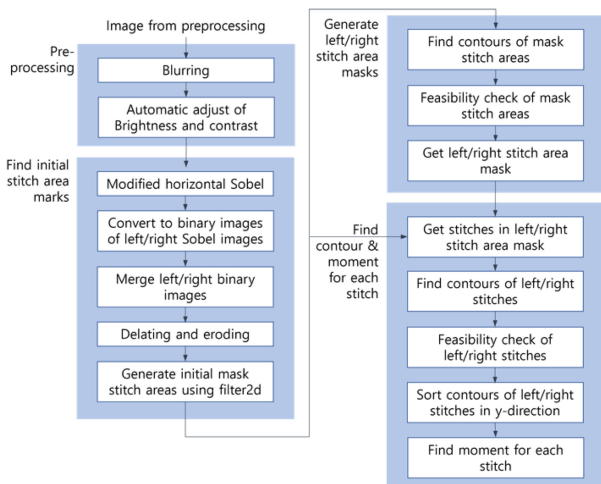 Image from preprocessing
Pre-
processing
Blurring
Automatic adjust of
Brightness and contrast
Find initial
stitch area
marks
Modified horizontal Sobel
Convert to binary images
of left/right Sobel images
Merge left/right binary
images
Delating and eroding
Generate initial mask
stitch areas using filter2d
Generate
left/right
stitch area
masks
Find contours of mask
stitch areas
Feasibility check of mask
stitch areas
Get left/right stitch area
mask
Find
contour &
moment
for each
stitch
Get stitches in left/right
stitch area mask
Find contours of left/right
stitches
Feasibility check of
left/right stitches
Sort contours of left/right
stitches in y-direction
Find moment for each
stitch